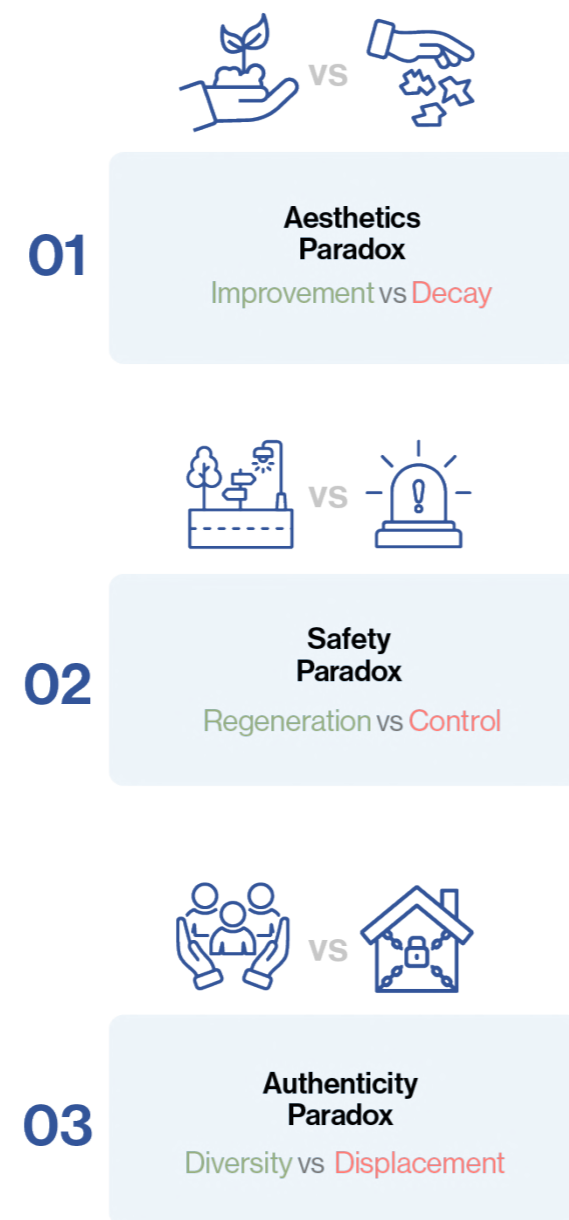 vs
01
Aesthetics
Paradox
Improvement vs Decay
vs
02
Safety
Paradox
Regeneration vs Control
vs
03
Authenticity
Paradox
Diversity vs Displacement